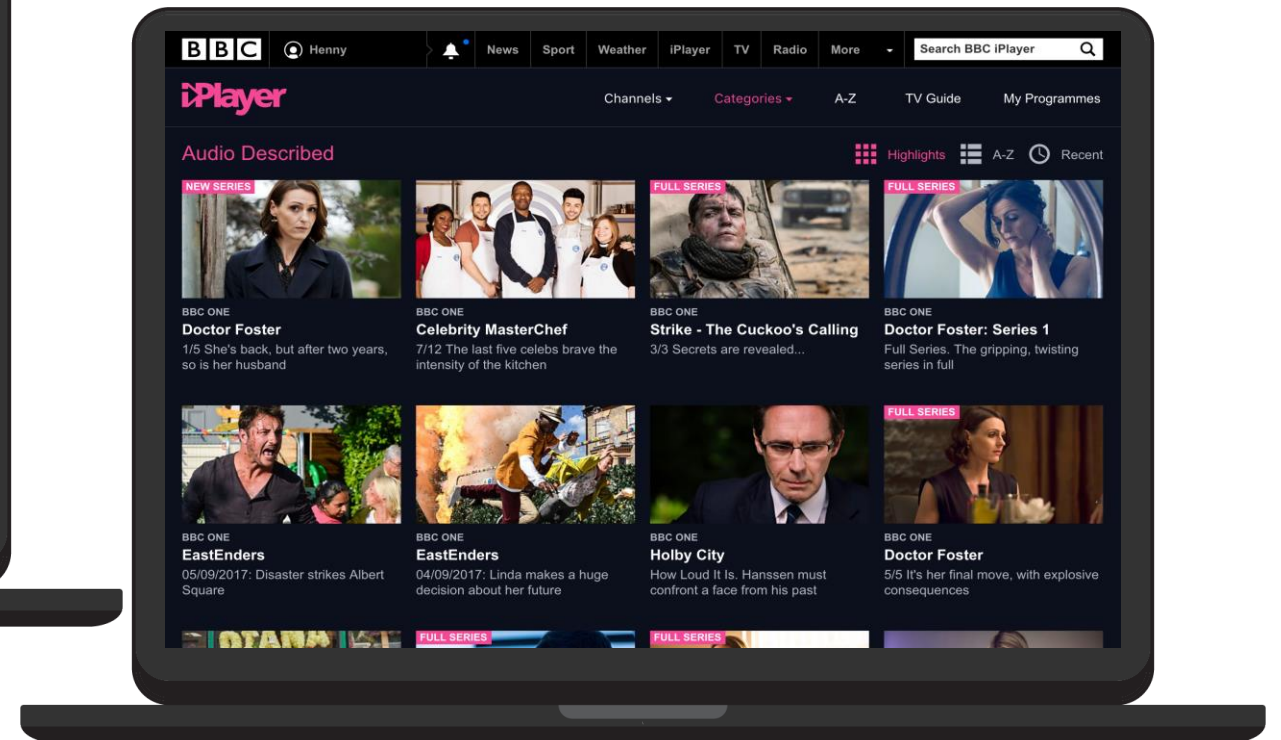 BBC Henny News Sport Weather iPlayer TV Radio More Search BBC iPlayer
iPlayer Channels Categories A-Z TV Guide My Programmes
Audio Described Highlights A-Z Recent
NEW SERIES
BBC ONE
Doctor Foster
1/5 She's back, but after two years,
so is her husband
BBC ONE
Celebrity MasterChef
7/12 The last five celebs brave the
intensity of the kitchen
FULL SERIES
BBC ONE
Strike - The Cuckoo's Calling
3/3 Secrets are revealed...
FULL SERIES
BBC ONE
Doctor Foster: Series 1
Full Series. The gripping, twisting
series in full
BBC ONE
EastEnders
05/09/2017: Disaster strikes Albert
Square
BBC ONE
EastEnders
04/09/2017: Linda makes a huge
decision about her future
BBC ONE
Holby City
How Loud It Is. Hanssen must
confront a face from his past
FULL SERIES
BBC ONE
Doctor Foster
5/5 It's her final move, with explosive
consequences
FULL SERIES
FULL SERIES